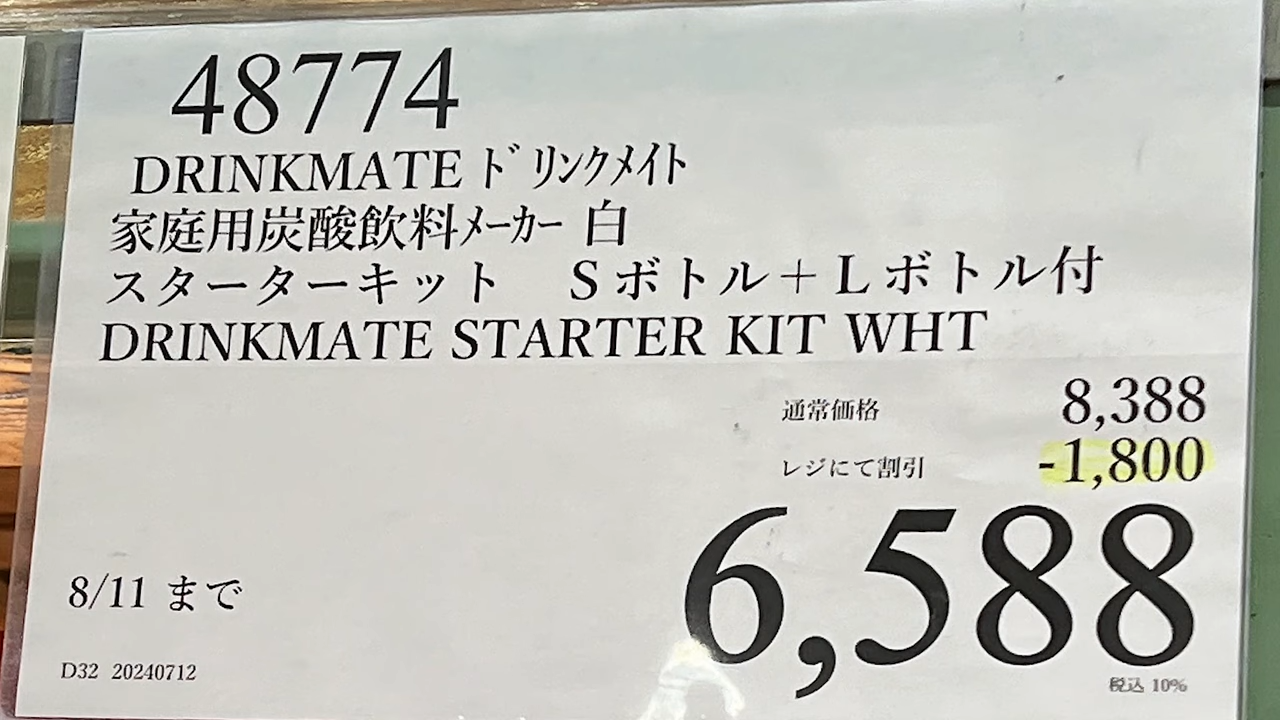 48774
DRINKMATE ﾄﾞﾘﾝｸﾒｲﾄ
家庭用炭酸飲料ﾒｰｶｰ 白
スターターキット　Ｓボトル＋Ｌボトル付
DRINKMATE STARTER KIT WHT
通常価格 8,388
レジにて割引 -1,800
6,588
8/11 まで
D32 20240712
税込 10%